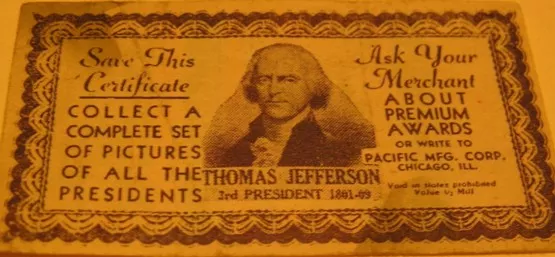 Save This
Certificate
COLLECT A
COMPLETE SET
OF PICTURES
OF ALL THE
PRESIDENTS
THOMAS JEFFERSON
3rd PRESIDENT 1801-09
Ask Your
Merchant
ABOUT
PREMIUM
AWARDS
OR WRITE TO
PACIFIC MFG. CORP.
CHICAGO, ILL.
Void in States prohibited
Value 1/5 Mill